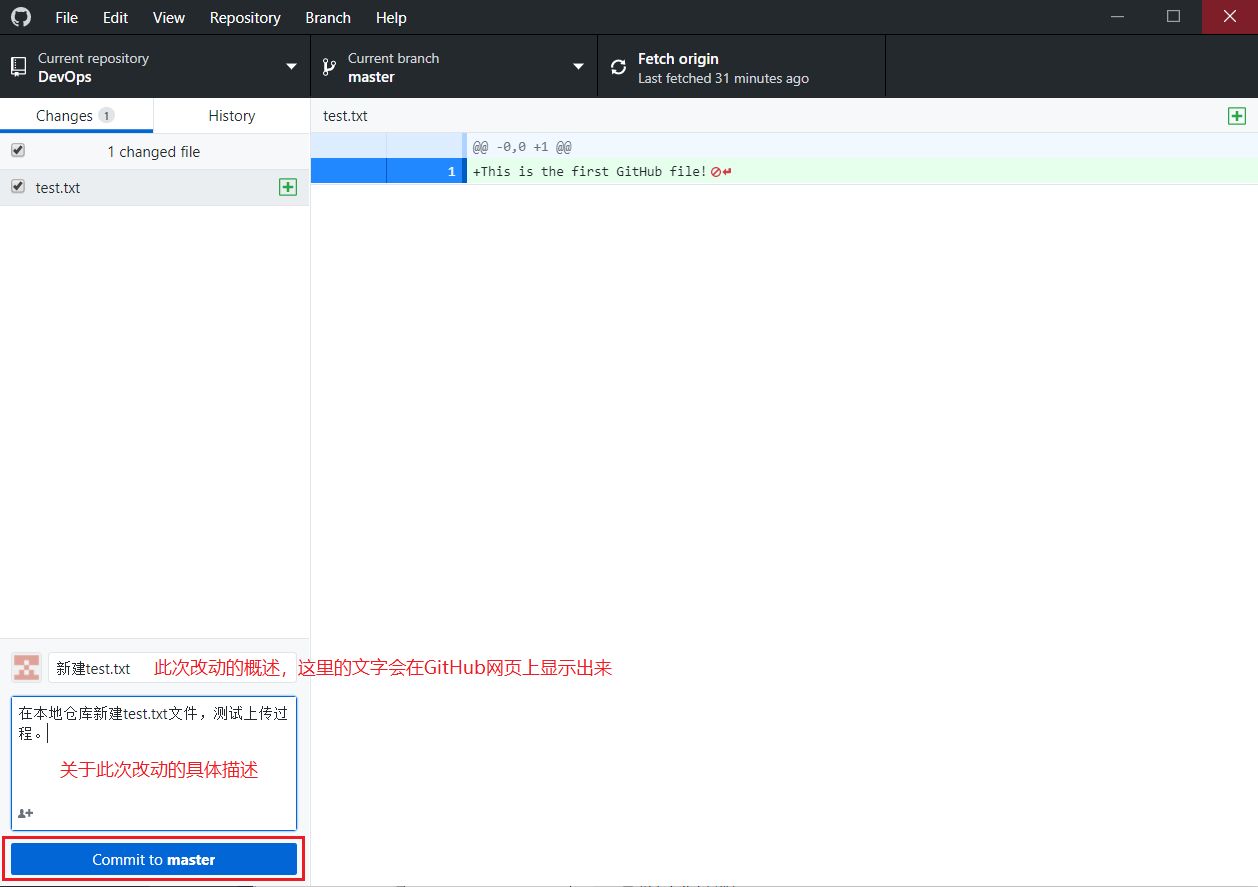 File Edit View Repository Branch Help
Current repository
DevOps
Current branch
master
Fetch origin
Last fetched 31 minutes ago
Changes 1 History
test.txt
1 changed file
@@ -0,0 +1 @@
test.txt
1 +This is the first GitHub file!
新建test.txt 此次改动的概述，这里的文字会在GitHub网页上显示出来
在本地仓库新建test.txt文件，测试上传过
程。
关于此次改动的具体描述
Commit to master